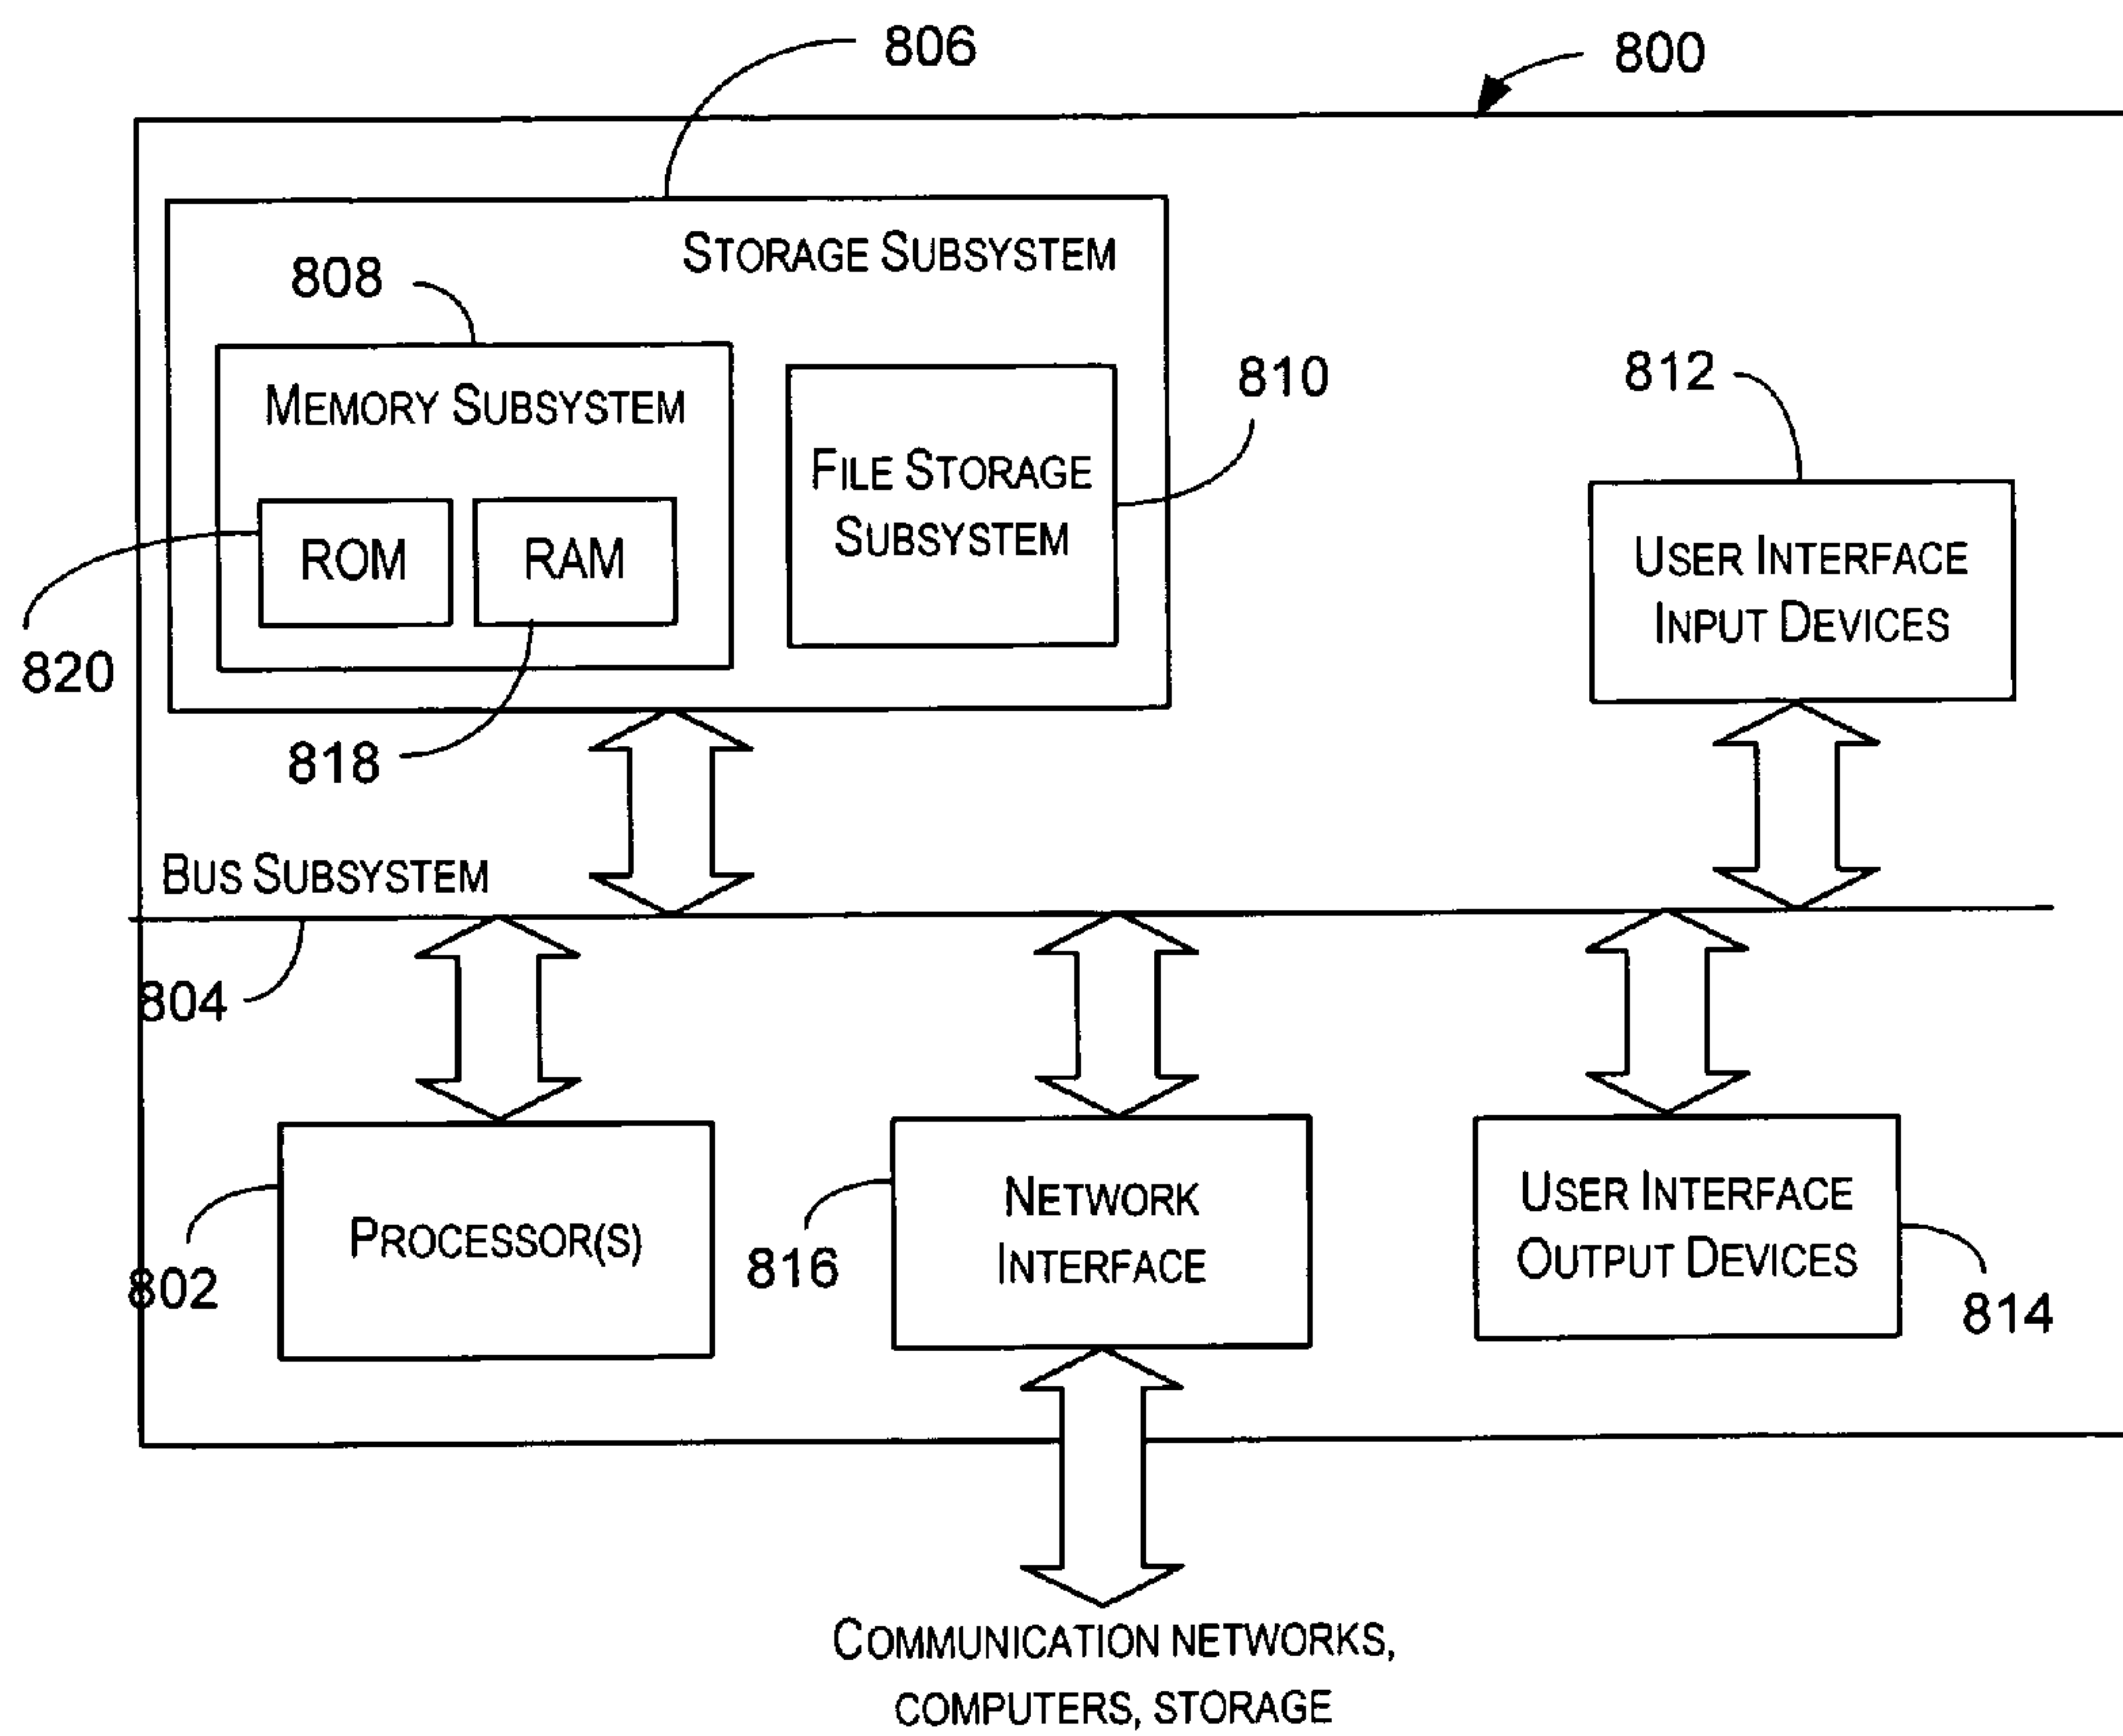 806
800
STORAGE SUBSYSTEM
808
MEMORY SUBSYSTEM
810
812
FILE STORAGE
SUBSYSTEM
ROM
RAM
USER INTERFACE
INPUT DEVICES
820
818
BUS SUBSYSTEM
804
PROCESSOR(S)
802
NETWORK
INTERFACE
816
USER INTERFACE
OUTPUT DEVICES
814
COMMUNICATION NETWORKS,
COMPUTERS, STORAGE